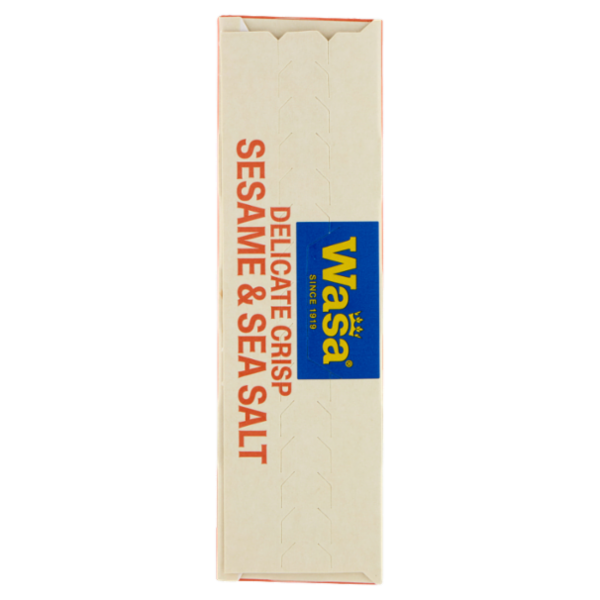 Wasa®
SINCE 1919
DELICATE CRISP
SESAME & SEA SALT